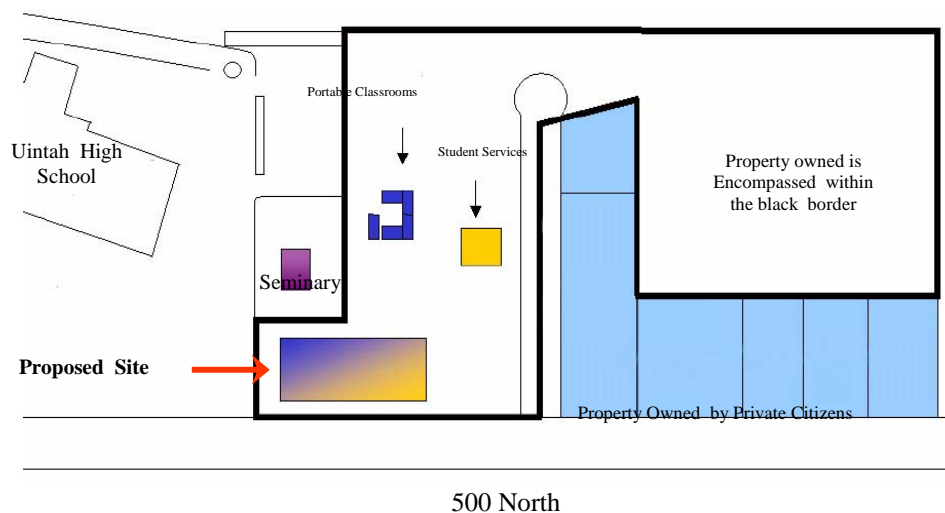 Portable Classrooms
Uintah High
School
Student Services
Property owned is
Encompassed within
the black border
Seminary
Proposed Site
Property Owned by Private Citizens
500 North